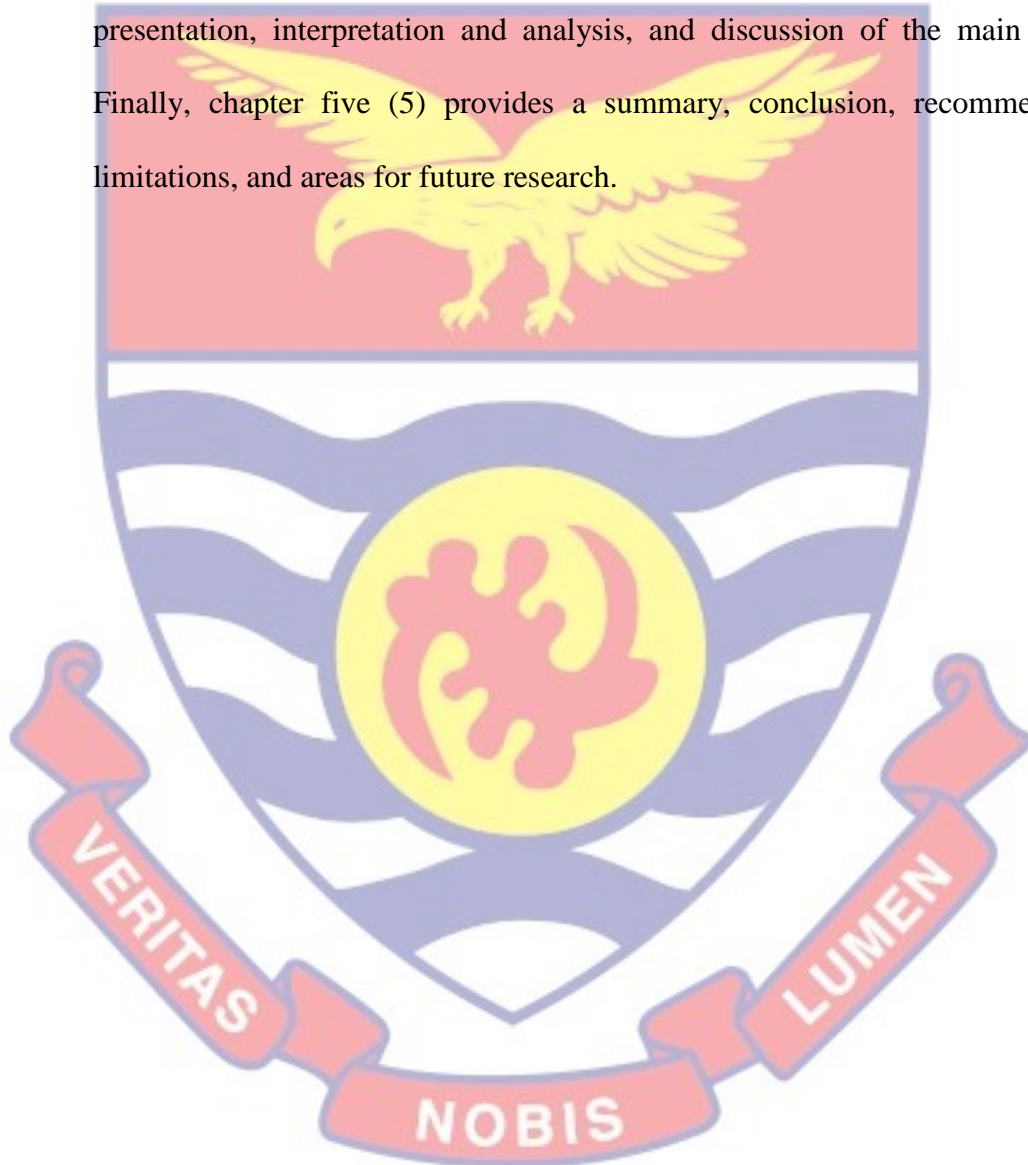 presentation, interpretation and analysis, and discussion of the main
Finally, chapter five (5) provides a summary, conclusion, recomme
limitations, and areas for future research.
VERITAS
NOBIS
LUMEN